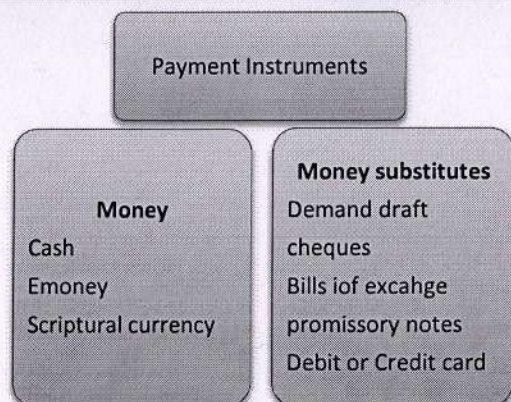 Payment Instruments
Money
Cash
Emoney
Scriptural currency
Money substitutes
Demand draft
cheques
Bills iof excahge
promissory notes
Debit or Credit card